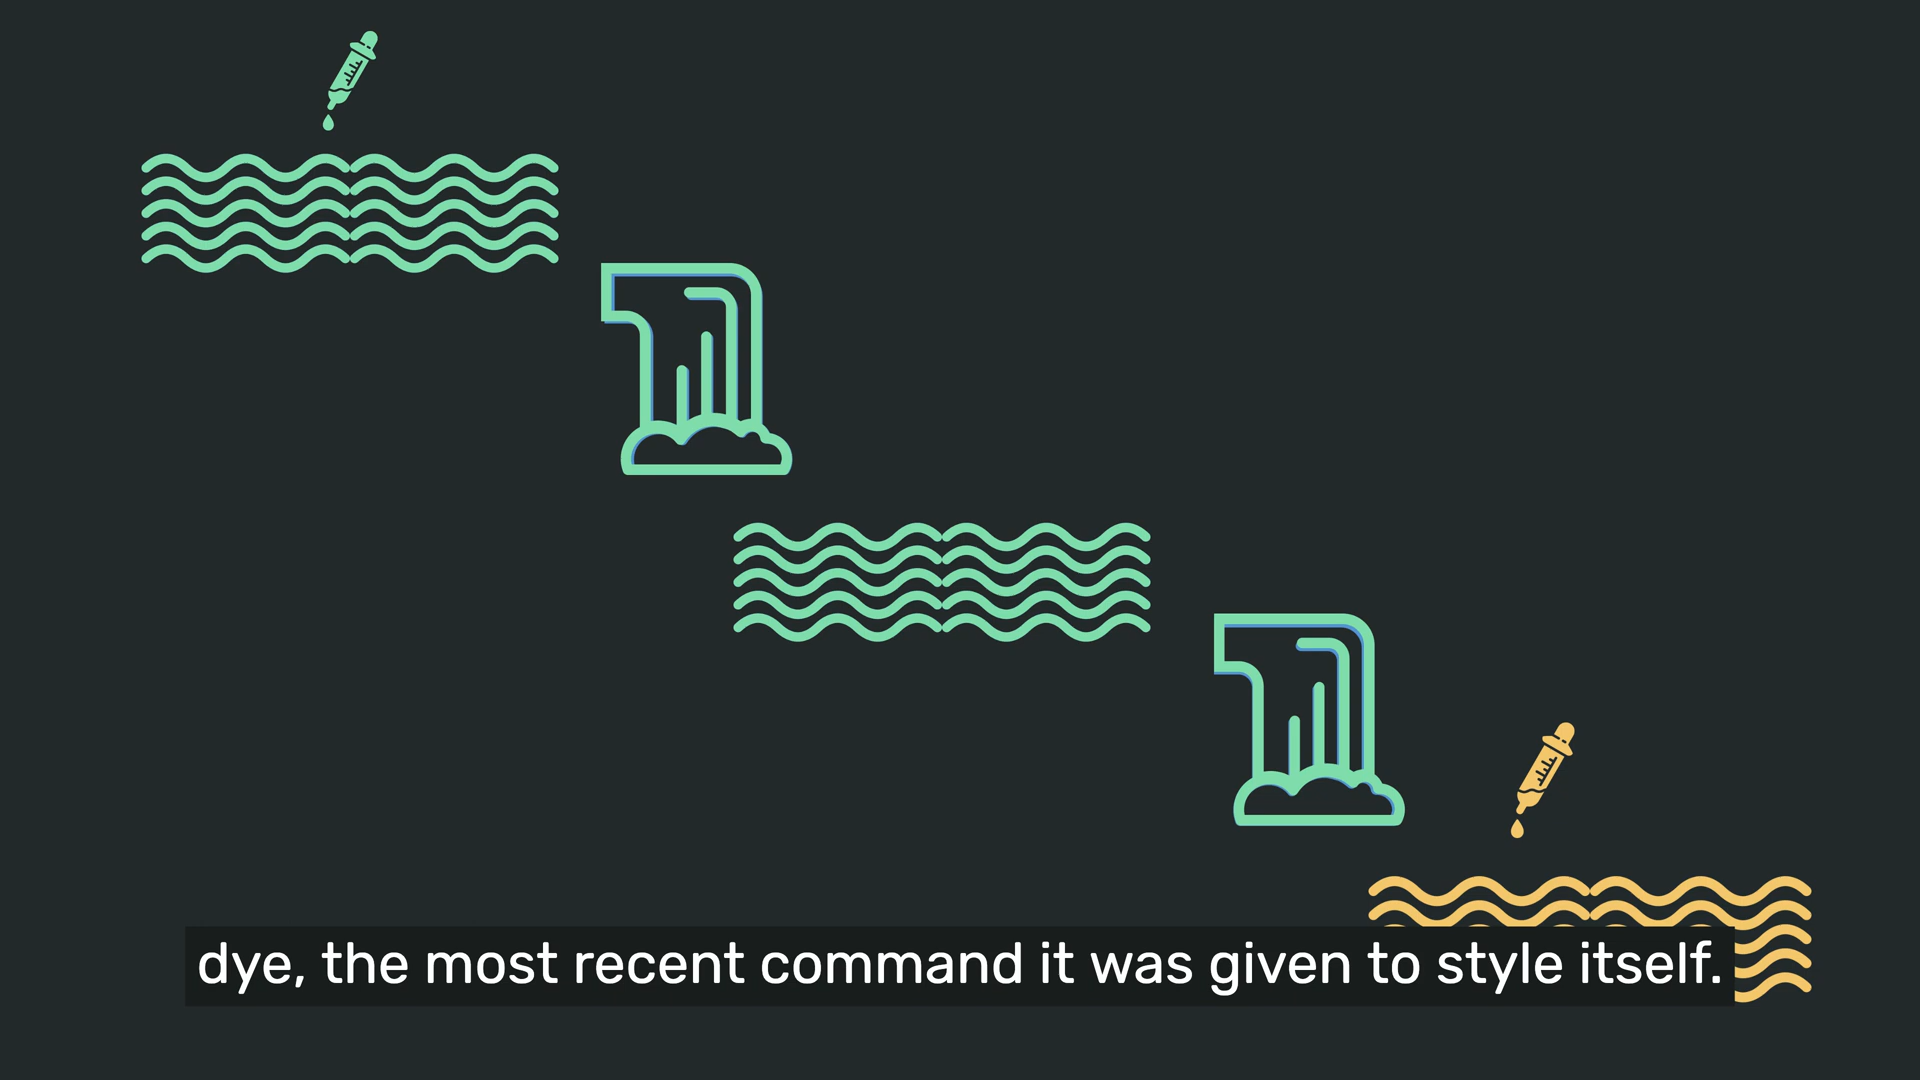 dye, the most recent command it was given to style itself.